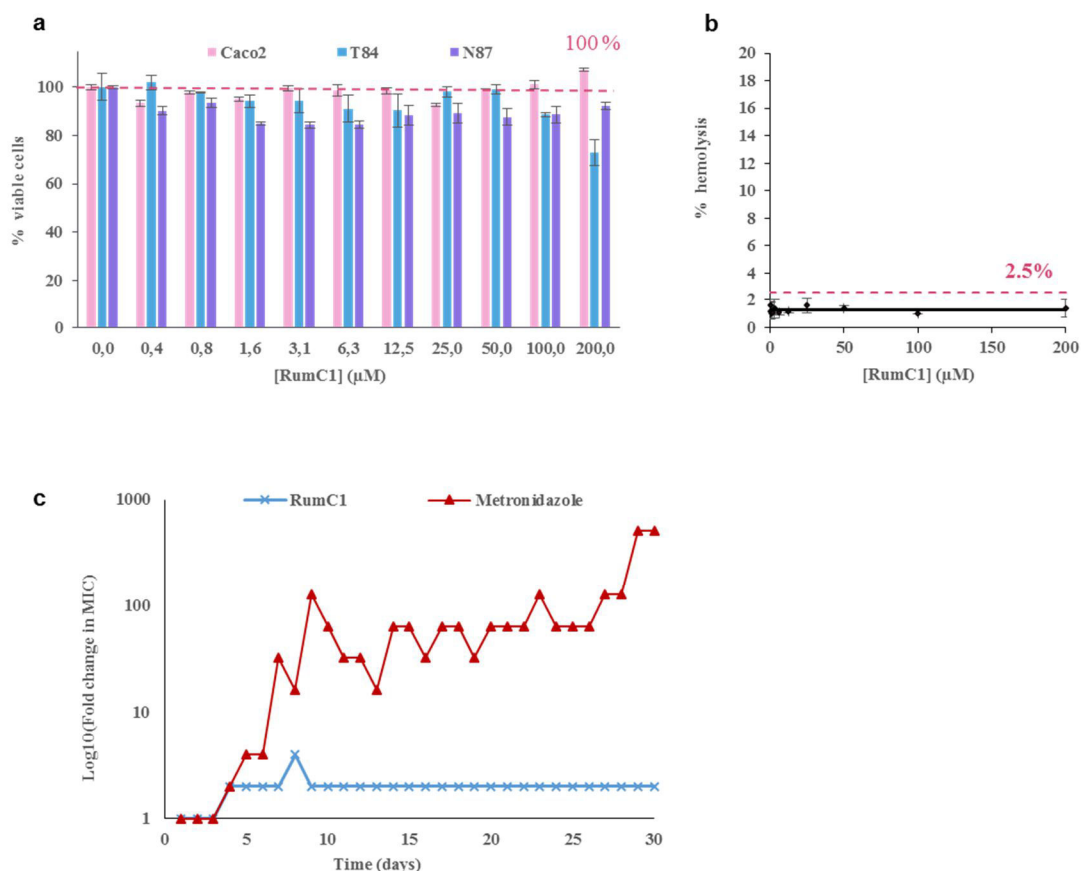 a
Caco2 T84 N87
100 %
% viable cells
100
80
60
40
20
0
0,0 0,4 0,8 1,6 3,1 6,3 12,5 25,0 50,0 100,0 200,0
[RumC1] (µM)
b
% hemolysis
20
18
16
14
12
10
8
6
4
2
0
2.5%
0 50 100 150 200
[RumC1] (µM)
c
RumC1 Metronidazole
Log10(Fold change in MIC)
1000
100
10
1
0 5 10 15 20 25 30
Time (days)